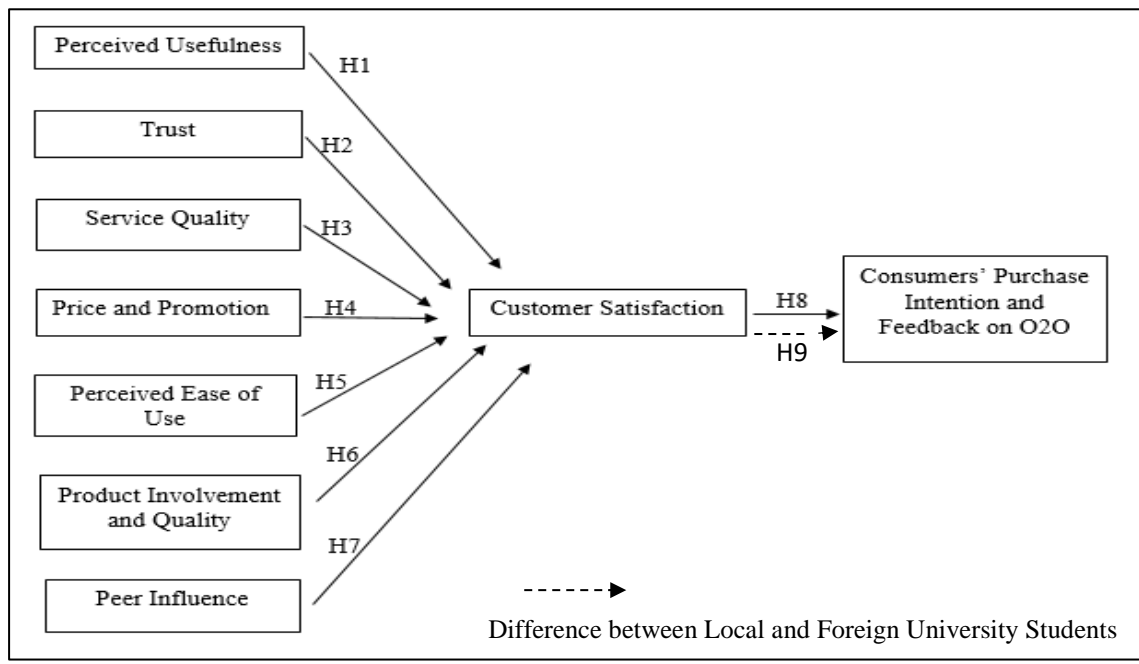 Perceived Usefulness
H1
Trust
H2
Service Quality
H3
Price and Promotion
H4
Perceived Ease of
Use
H5
Product Involvement
and Quality
H6
Peer Influence
H7
Customer Satisfaction
H8
H9
Consumers’ Purchase
Intention and
Feedback on O2O
Difference between Local and Foreign University Students